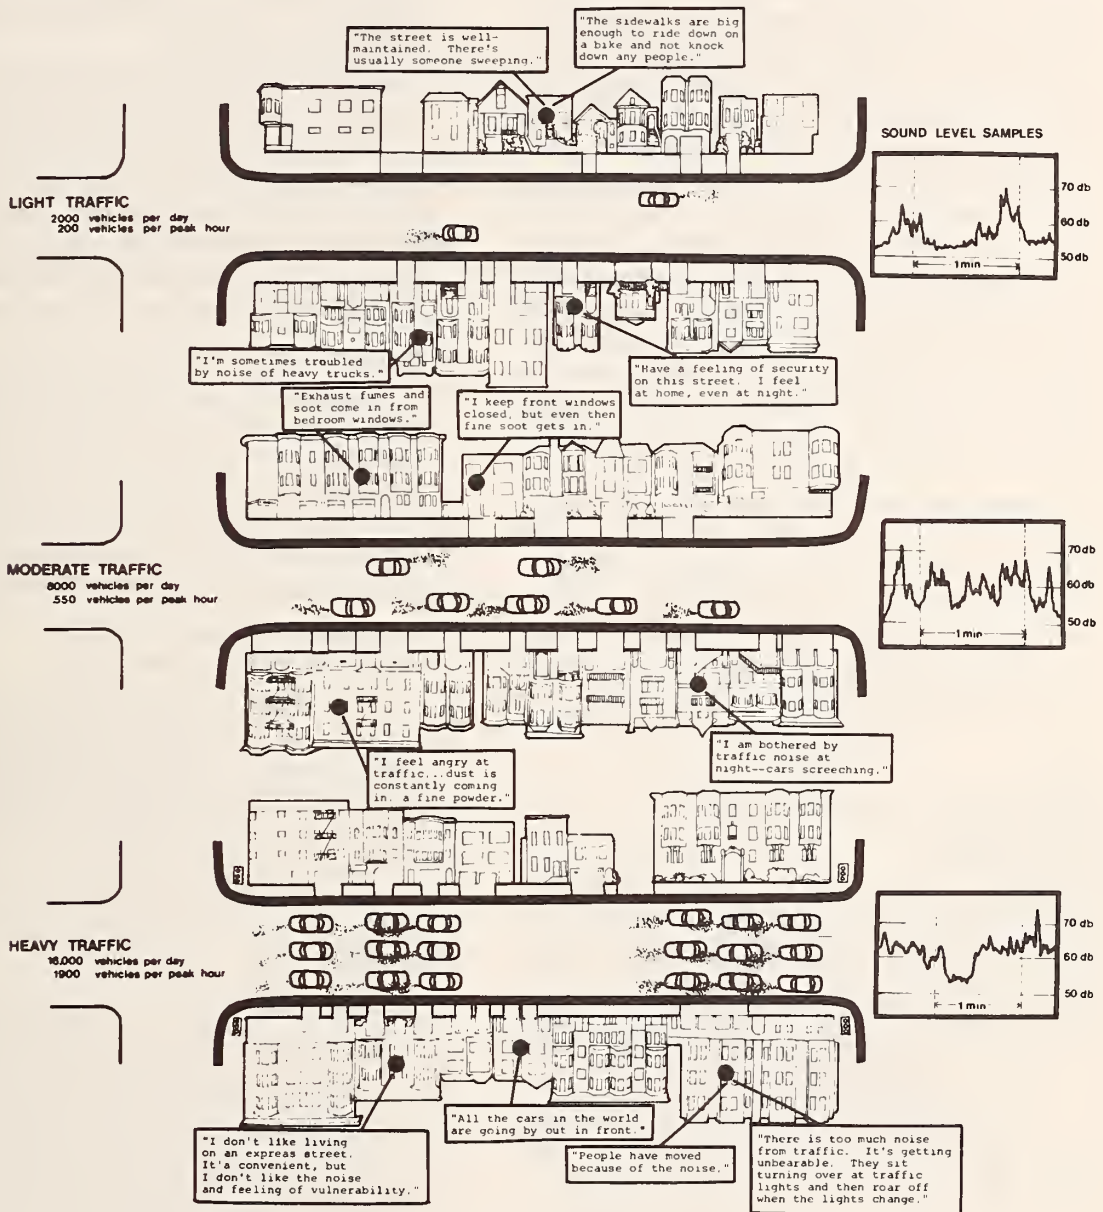 "The street is well-
maintained. There's
usually someone sweeping."
"The sidewalks are big
enough to ride down on
a bike and not knock
down any people."
SOUND LEVEL SAMPLES
70 db
60 db
50 db
1 min
LIGHT TRAFFIC
2000 vehicles per day
200 vehicles per peak hour
"I'm sometimes troubled
by noise of heavy trucks."
"Have a feeling of security
on this street. I feel
at home, even at night."
"Exhaust fumes and
soot come in from
bedroom windows."
"I keep front windows
closed, but even then
fine soot gets in."
MODERATE TRAFFIC
8000 vehicles per day
550 vehicles per peak hour
70 db
60 db
50 db
1 min
"I feel angry at
traffic...dust is
constantly coming
in. a fine powder."
"I am bothered by
traffic noise at
night--cars screeching."
HEAVY TRAFFIC
16,000 vehicles per day
1900 vehicles per peak hour
70 db
60 db
50 db
1 min
"I don't like living
on an express street.
It's convenient, but
I don't like the noise
and feeling of vulnerability."
"All the cars in the world
are going by out in front."
"People have moved
because of the noise."
"There is too much noise
from traffic. It's getting
unbearable. They sit
turning over at traffic
lights and then roar off
when the lights change."